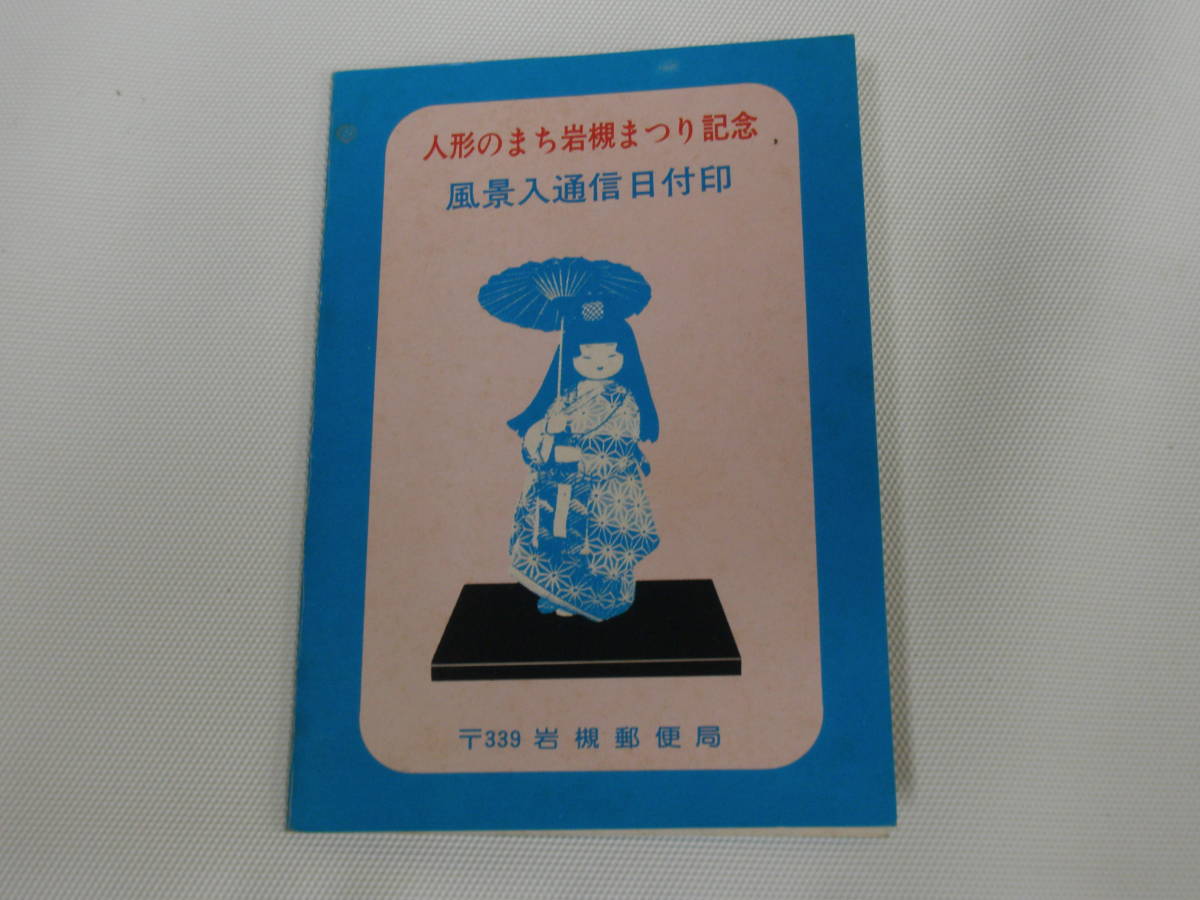 人形のまち岩槻まつり記念
風景入通信日付印
〒339 岩槻郵便局